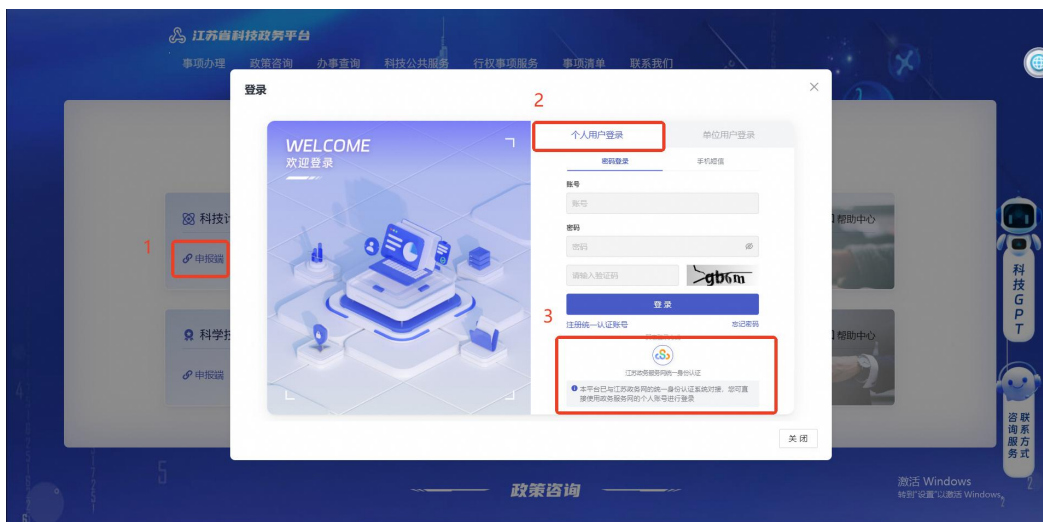 江苏省科技政务平台
事项办理 政策咨询 办事查询 科技公共服务 行权事项服务 事项清单 联系我们
登录
2
个人用户登录 单位用户登录
WELCOME
欢迎登录
密码登录 手机短信
账号
账号
密码
密码
请输入验证码
gb6m
登 录
3
注册统一认证账号 忘记密码
江苏政务服务网统一身份认证
本平台已与江苏政务网的统一身份认证系统对接，您可直
接使用政务服务网的个人账号进行登录
关 闭
1
科技计
申报端
科学技
申报端
帮助中心
帮助中心
科技GPT
联系方式
咨询服务
政策咨询
激活 Windows
转到"设置"以激活 Windows。